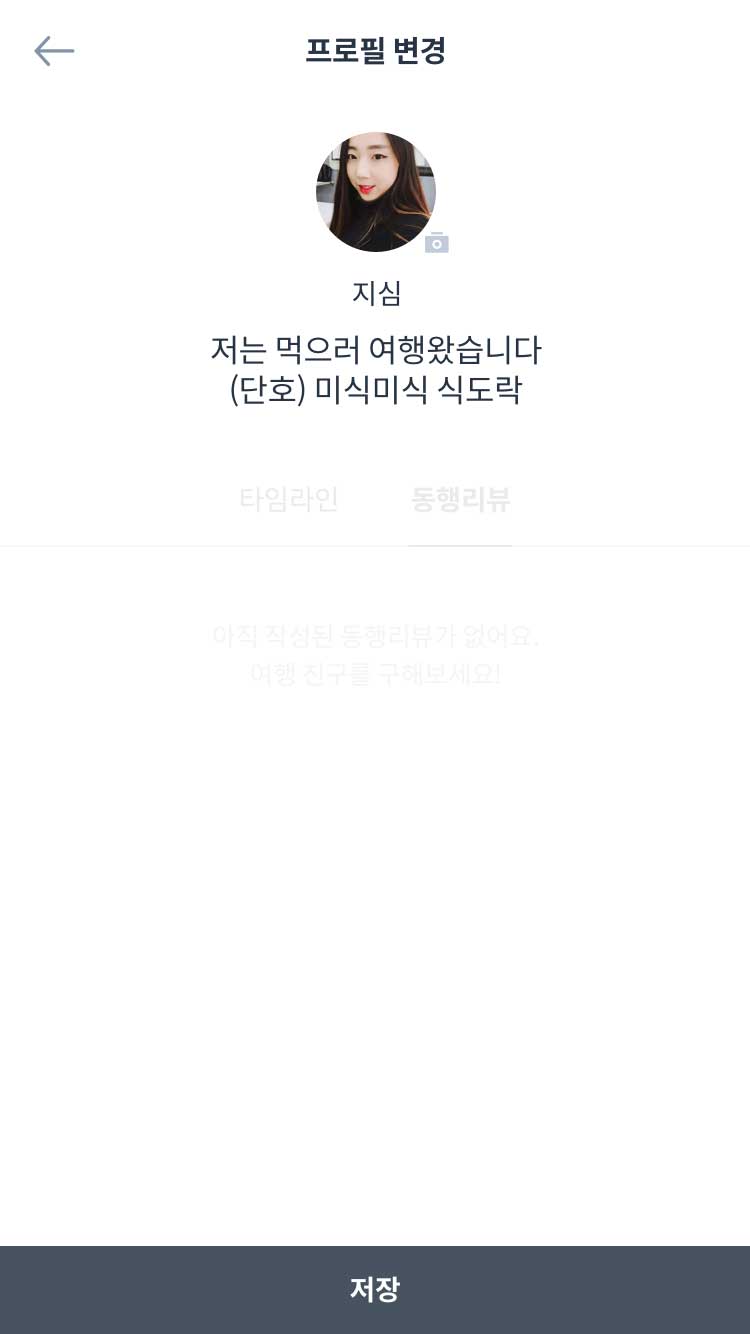 프로필 변경
지심
저는 먹으러 여행왔습니다
(단호) 미식미식 식도락
타임라인 동행리뷰
아직 작성된 동행리뷰가 없어요.
여행 친구를 구해보세요!
저장